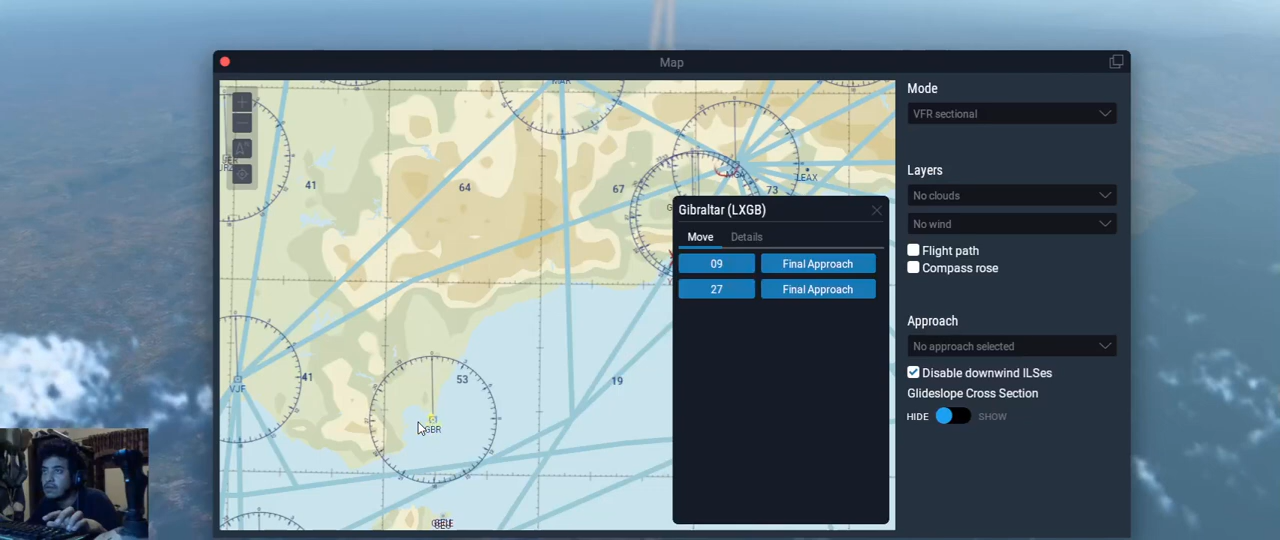 Map
Mode
VFR sectional
Layers
No clouds
No wind
Flight path
Compass rose
Approach
No approach selected
Disable downwind ILSes
Glideslope Cross Section
HIDE
SHOW
Gibraltar (LXGB)
Move
Details
09
Final Approach
27
Final Approach
41
64
67
73
LEAX
MGA
VJF
41
53
GBR
19